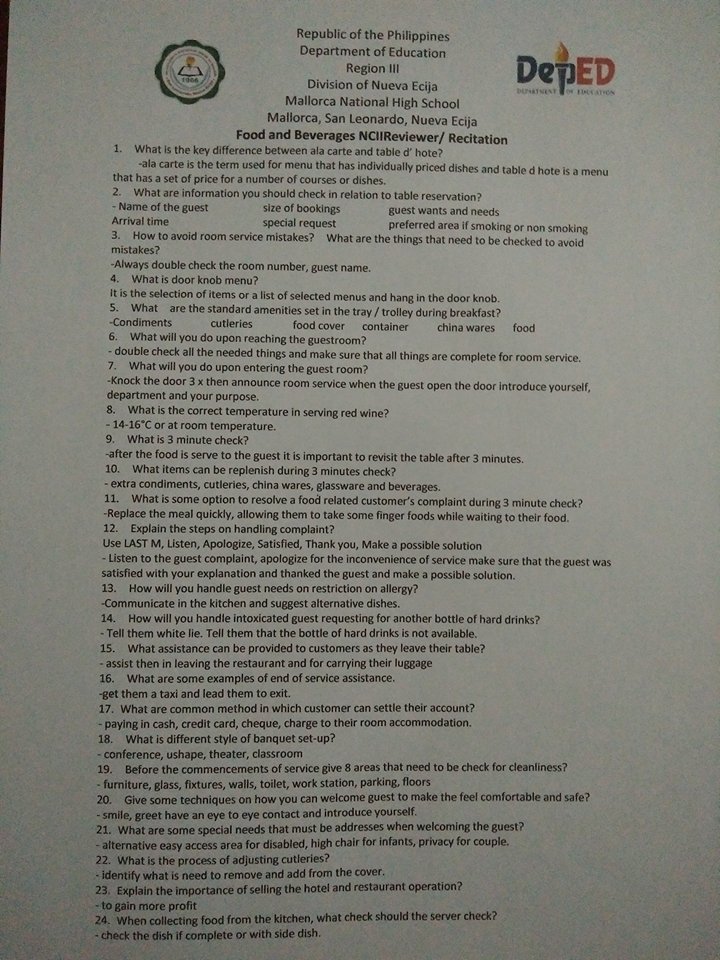 Republic of the Philippines
Department of Education
Region III
Division of Nueva Ecija
Mallorca National High School
Mallorca, San Leonardo, Nueva Ecija
1966
DepED
DEPARTMENT OF EDUCATION
Food and Beverages NCIIReviewer/ Recitation
1. What is the key difference between ala carte and table d' hote?
-ala carte is the term used for menu that has individually priced dishes and table d hote is a menu
that has a set of price for a number of courses or dishes.
2. What are information you should check in relation to table reservation?
- Name of the guest size of bookings guest wants and needs
Arrival time special request preferred area if smoking or non smoking
3. How to avoid room service mistakes? What are the things that need to be checked to avoid
mistakes?
-Always double check the room number, guest name.
4. What is door knob menu?
It is the selection of items or a list of selected menus and hang in the door knob.
5. What are the standard amenities set in the tray / trolley during breakfast?
-Condiments cutleries food cover container china wares food
6. What will you do upon reaching the guestroom?
- double check all the needed things and make sure that all things are complete for room service.
7. What will you do upon entering the guest room?
-Knock the door 3 x then announce room service when the guest open the door introduce yourself,
department and your purpose.
8. What is the correct temperature in serving red wine?
- 14-16°C or at room temperature.
9. What is 3 minute check?
-after the food is serve to the guest it is important to revisit the table after 3 minutes.
10. What items can be replenish during 3 minutes check?
- extra condiments, cutleries, china wares, glassware and beverages.
11. What is some option to resolve a food related customer's complaint during 3 minute check?
-Replace the meal quickly, allowing them to take some finger foods while waiting to their food.
12. Explain the steps on handling complaint?
Use LAST M, Listen, Apologize, Satisfied, Thank you, Make a possible solution
- Listen to the guest complaint, apologize for the inconvenience of service make sure that the guest was
satisfied with your explanation and thanked the guest and make a possible solution.
13. How will you handle guest needs on restriction on allergy?
-Communicate in the kitchen and suggest alternative dishes.
14. How will you handle intoxicated guest requesting for another bottle of hard drinks?
- Tell them white lie. Tell them that the bottle of hard drinks is not available.
15. What assistance can be provided to customers as they leave their table?
- assist then in leaving the restaurant and for carrying their luggage
16. What are some examples of end of service assistance.
-get them a taxi and lead them to exit.
17. What are common method in which customer can settle their account?
- paying in cash, credit card, cheque, charge to their room accommodation.
18. What is different style of banquet set-up?
- conference, ushape, theater, classroom
19. Before the commencements of service give 8 areas that need to be check for cleanliness?
- furniture, glass, fixtures, walls, toilet, work station, parking, floors
20. Give some techniques on how you can welcome guest to make the feel comfortable and safe?
- smile, greet have an eye to eye contact and introduce yourself.
21. What are some special needs that must be addresses when welcoming the guest?
- alternative easy access area for disabled, high chair for infants, privacy for couple.
22. What is the process of adjusting cutleries?
- identify what is need to remove and add from the cover.
23. Explain the importance of selling the hotel and restaurant operation?
- to gain more profit
24. When collecting food from the kitchen, what check should the server check?
- check the dish if complete or with side dish.